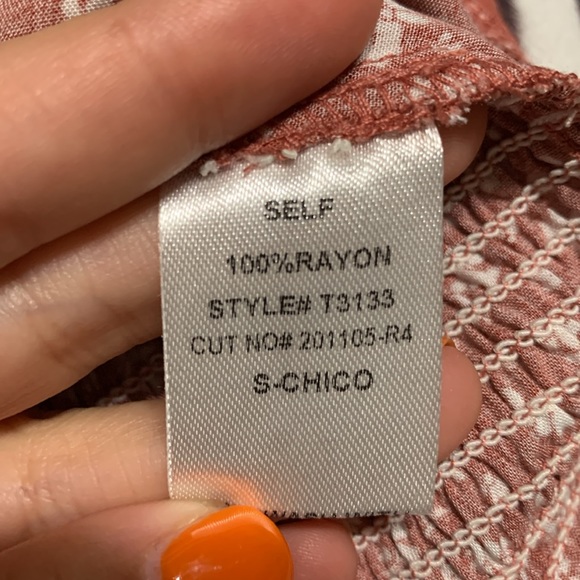 SELF
100%RAYON
STYLE# T3133
CUT NO# 201105-R4
S-CHICO